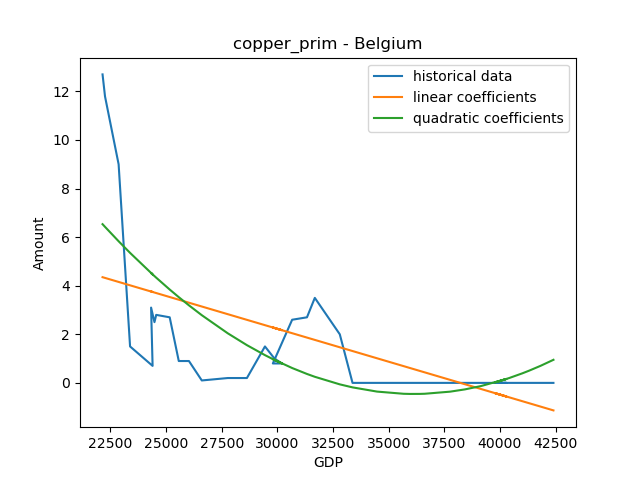 copper_prim - Belgium
historical data
linear coefficients
quadratic coefficients
Amount
12
10
8
6
4
2
0
22500 25000 27500 30000 32500 35000 37500 40000 42500
GDP